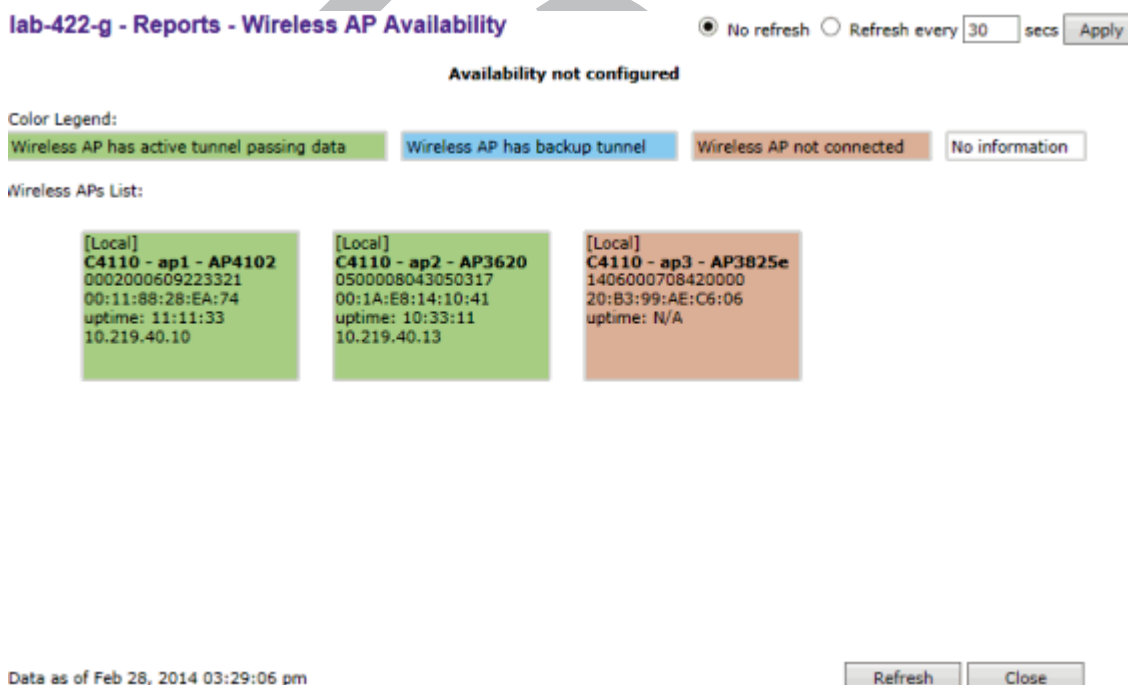 lab-422-g - Reports - Wireless AP Availability
No refresh Refresh every 30 secs Apply
Availability not configured
Color Legend:
Wireless AP has active tunnel passing data
Wireless AP has backup tunnel
Wireless AP not connected
No information
Wireless APs List:
[Local]
C4110 - ap1 - AP4102
0002000609223321
00:11:88:28:EA:74
uptime: 11:11:33
10.219.40.10
[Local]
C4110 - ap2 - AP3620
0500008043050317
00:1A:E8:14:10:41
uptime: 10:33:11
10.219.40.13
[Local]
C4110 - ap3 - AP3825e
1406000708420000
20:B3:99:AE:C6:06
uptime: N/A
Data as of Feb 28, 2014 03:29:06 pm
Refresh
Close